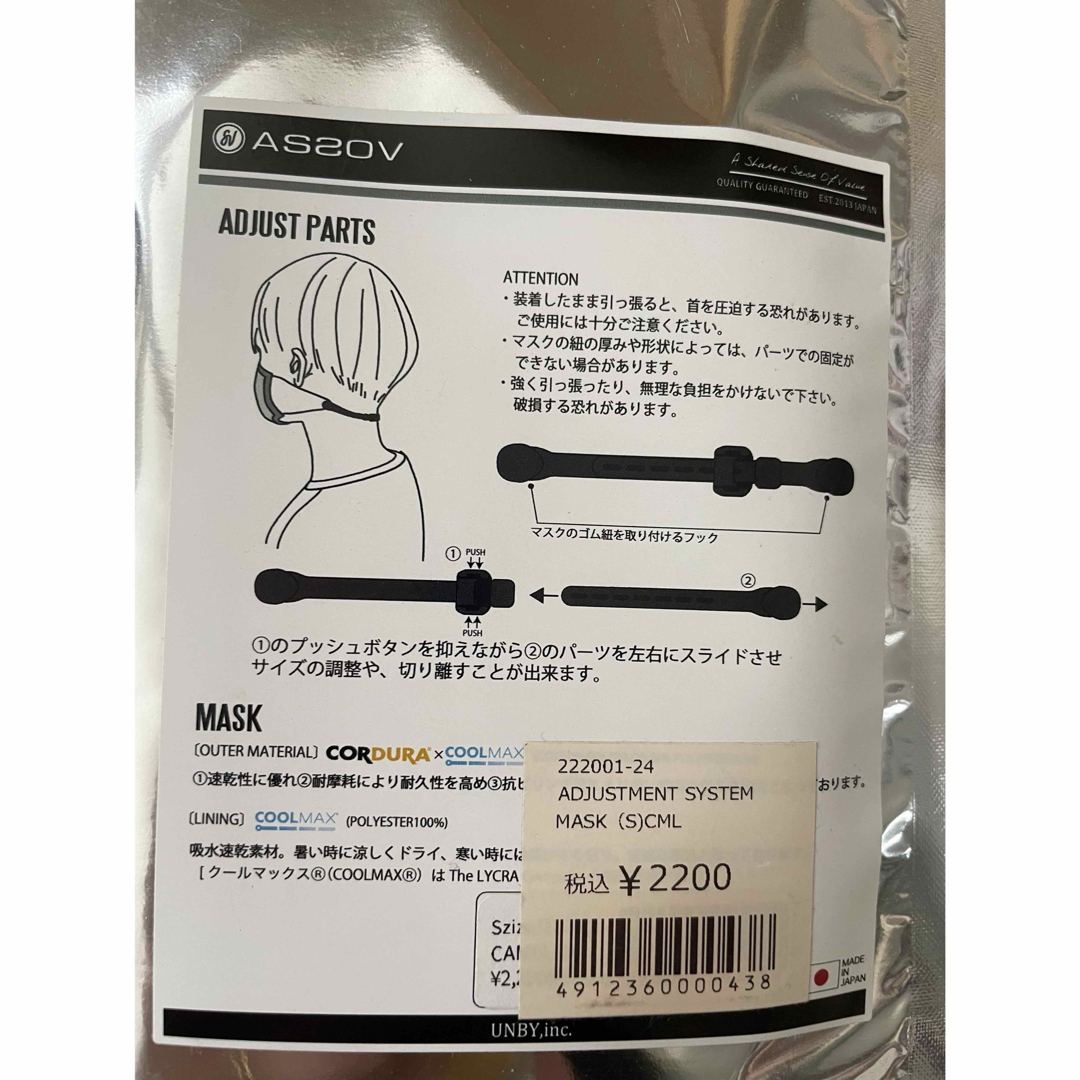 AS2OV
A Shared Sense Of Value
QUALITY GUARANTEED EST.2013 JAPAN
ADJUST PARTS
ATTENTION
・装着したまま引っ張ると、首を圧迫する恐れがあります。
ご使用には十分ご注意ください。
・マスクの紐の厚みや形状によっては、パーツでの固定が
できない場合があります。
・強く引っ張ったり、無理な負担をかけないで下さい。
破損する恐れがあります。
マスクのゴム紐を取り付けるフック
① PUSH
②
PUSH
①のプッシュボタンを抑えながら②のパーツを左右にスライドさせ
サイズの調整や、切り離すことが出来ます。
MASK
〔OUTER MATERIAL〕 CORDURA® × COOLMAX
①速乾性に優れ②耐摩耗により耐久性を高め③抗 おります。
〔LINING〕 COOLMAX® (POLYESTER100%)
吸水速乾素材。暑い時に涼しくドライ、寒い時には
[ クールマックス®(COOLMAX®) は The LYCRA
Sziz
CAM
¥2,2
222001-24
ADJUSTMENT SYSTEM
MASK (S)CML
税込 ¥2200
4912360000438
MADE
IN
JAPAN
UNBY,inc.